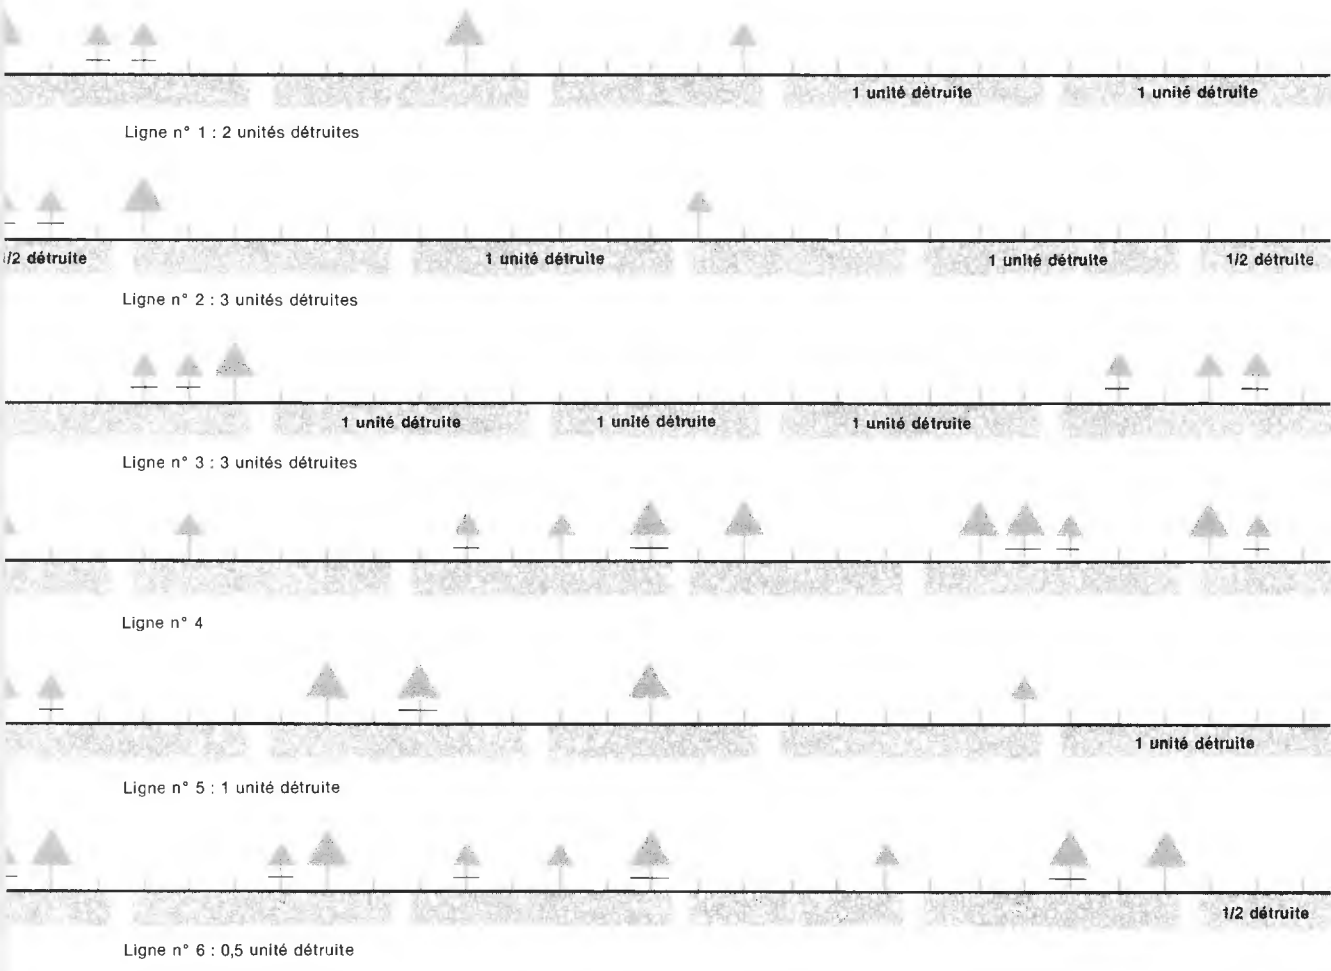 1 unité détruite 1 unité détruite
Ligne n° 1 : 2 unités détruites
1/2 détruite 1 unité détruite 1 unité détruite 1/2 détruite
Ligne n° 2 : 3 unités détruites
1 unité détruite 1 unité détruite 1 unité détruite
Ligne n° 3 : 3 unités détruites
Ligne n° 4
1 unité détruite
Ligne n° 5 : 1 unité détruite
1/2 détruite
Ligne n° 6 : 0,5 unité détruite